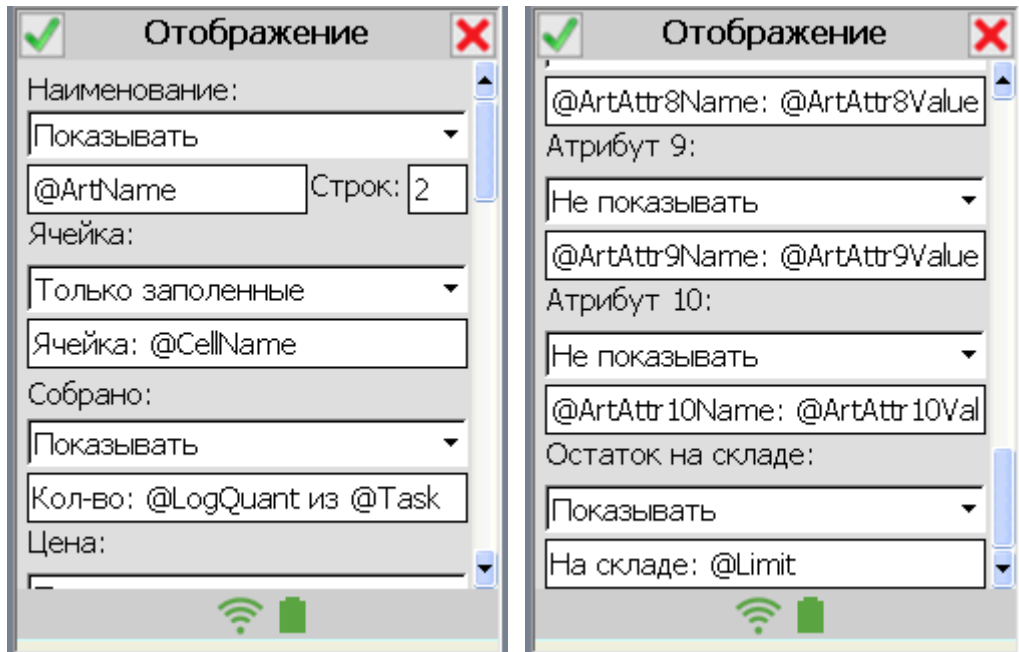 Отображение
Наименование:
Показывать
@ArtName Строк: 2
Ячейка:
Только заполенные
Ячейка: @CellName
Собрано:
Показывать
Кол-во: @LogQuant из @Task
Цена:
Отображение
@ArtAttr8Name: @ArtAttr8Value
Атрибут 9:
Не показывать
@ArtAttr9Name: @ArtAttr9Value
Атрибут 10:
Не показывать
@ArtAttr10Name: @ArtAttr10Val
Остаток на складе:
Показывать
На складе: @Limit